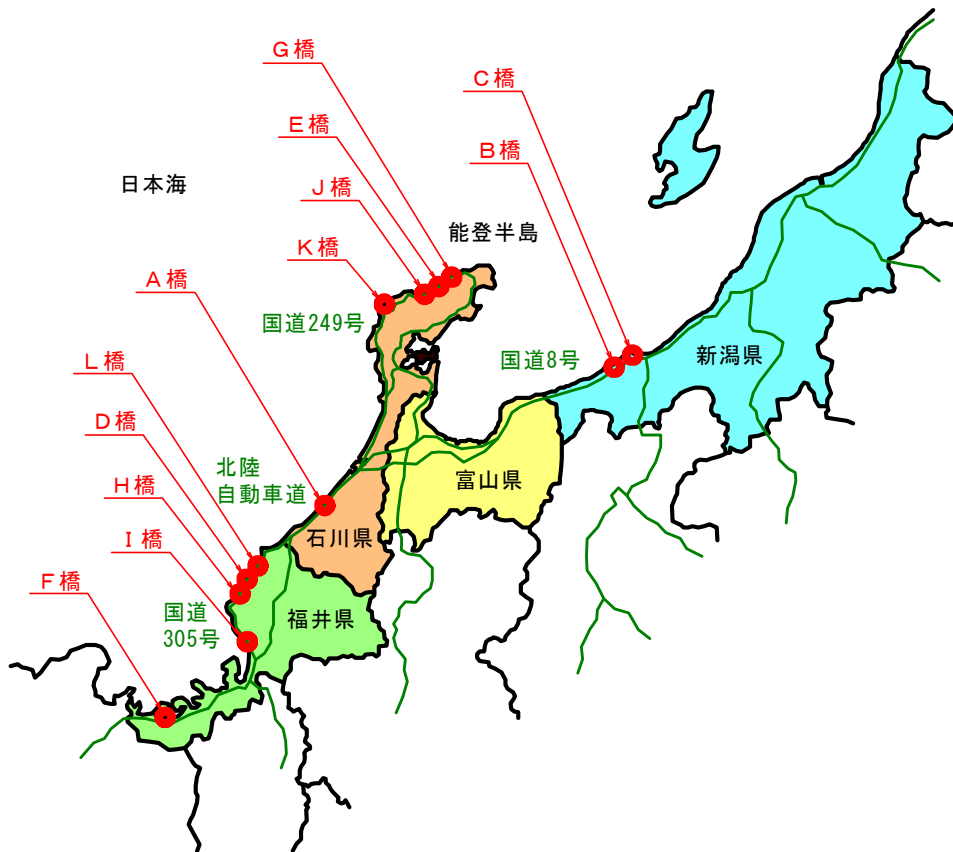 G橋
C橋
E橋
B橋
日本海
J橋
能登半島
K橋
A橋
国道249号
L橋
国道8号
新潟県
D橋
北陸
自動車道
H橋
富山県
I橋
石川県
F橋
国道
305号
福井県